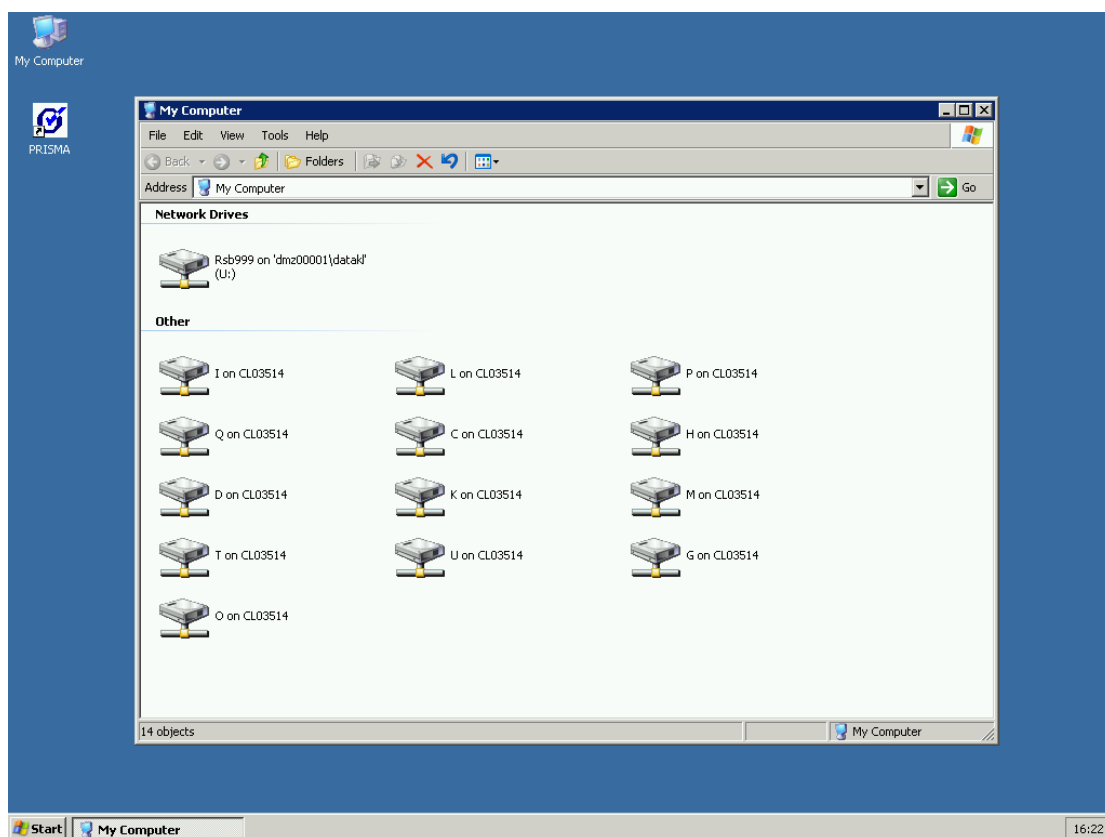 My Computer
PRISMA
My Computer
File Edit View Tools Help
Back Folders
Address My Computer Go
Network Drives
Rsb999 on 'dmz00001\datakl'
(U:)
Other
I on CL03514 L on CL03514 P on CL03514
Q on CL03514 C on CL03514 H on CL03514
D on CL03514 K on CL03514 M on CL03514
T on CL03514 U on CL03514 G on CL03514
O on CL03514
14 objects My Computer
Start My Computer 16:22